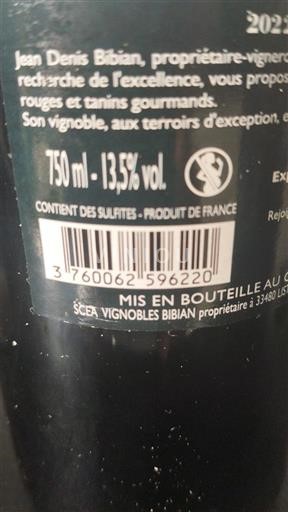 2022
Jean Denis Bibian, propriétaire-vignero
recherche de l'excellence, vous propos
rouges et tanins gourmands.
Son vignoble, aux terroirs d'exception, e
750 ml - 13,5% vol.
Exp
CONTIENT DES SULFITES - PRODUIT DE FRANCE
Rejoi
3 760062 596220
MIS EN BOUTEILLE AU C
SCEA VIGNOBLES BIBIAN propriétaire à 33480 LIST